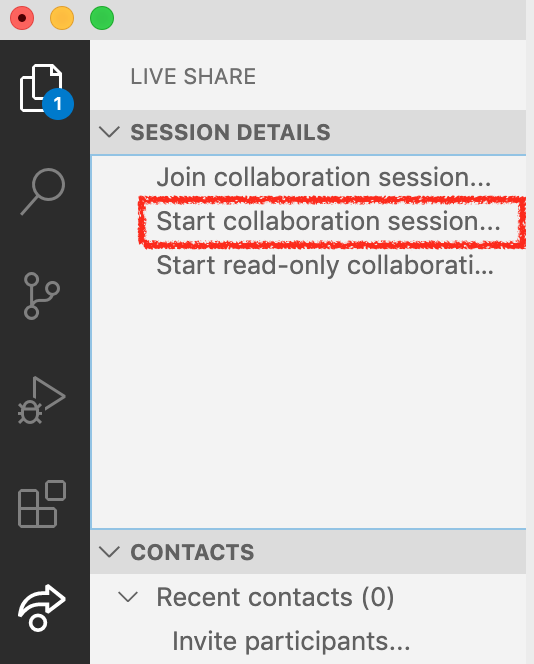 LIVE SHARE
SESSION DETAILS
Join collaboration session...
Start collaboration session...
Start read-only collaborati...
1
CONTACTS
Recent contacts (0)
Invite participants...